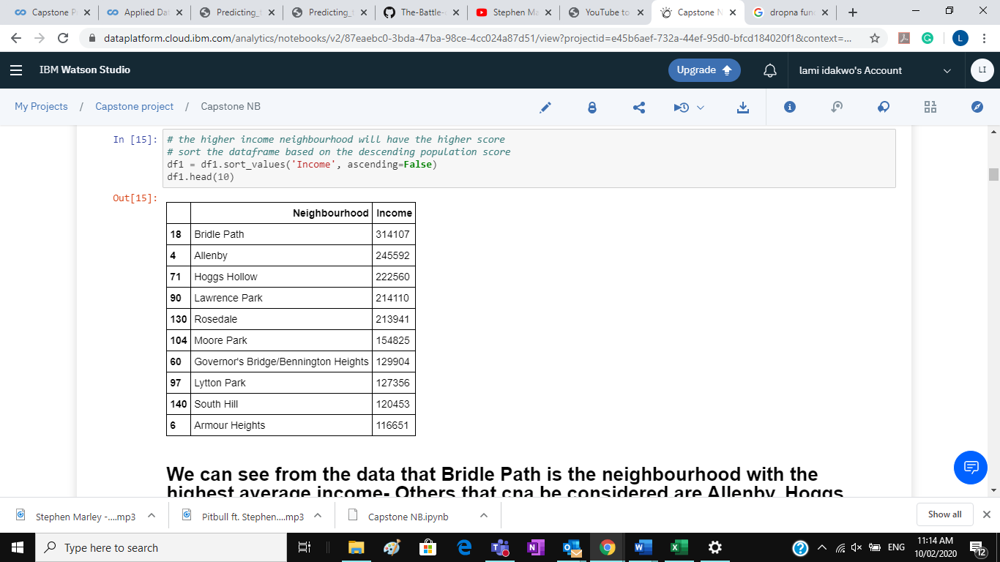 Capstone P
Applied Dat
Predicting_t
Predicting_t
The-Battle-
Stephen Ma
YouTube to
Capstone N
dropna fun
dataplatform.cloud.ibm.com/analytics/notebooks/v2/87eaebc0-3bda-47ba-98ce-4cc024a87d51/view?projectid=e45b6aef-732a-44ef-95d0-bfcd184020f1&context=...
L
IBM Watson Studio
Upgrade
lami idakwo's Account
LI
My Projects / Capstone project / Capstone NB
In [15]: # the higher income neighbourhood will have the higher score
# sort the dataframe based on the descending population score
df1 = df1.sort_values('Income', ascending=False)
df1.head(10)
Out[15]:
Neighbourhood Income
18 Bridle Path 314107
4 Allenby 245592
71 Hoggs Hollow 222560
90 Lawrence Park 214110
130 Rosedale 213941
104 Moore Park 154825
60 Governor's Bridge/Bennington Heights 129904
97 Lytton Park 127356
140 South Hill 120453
6 Armour Heights 116651
We can see from the data that Bridle Path is the neighbourhood with the
highest average income- Others that cna be considered are Allenby, Hoggs
Stephen Marley -....mp3
Pitbull ft. Stephen....mp3
Capstone NB.ipynb
Show all
Type here to search
ENG
11:14 AM
10/02/2020
12